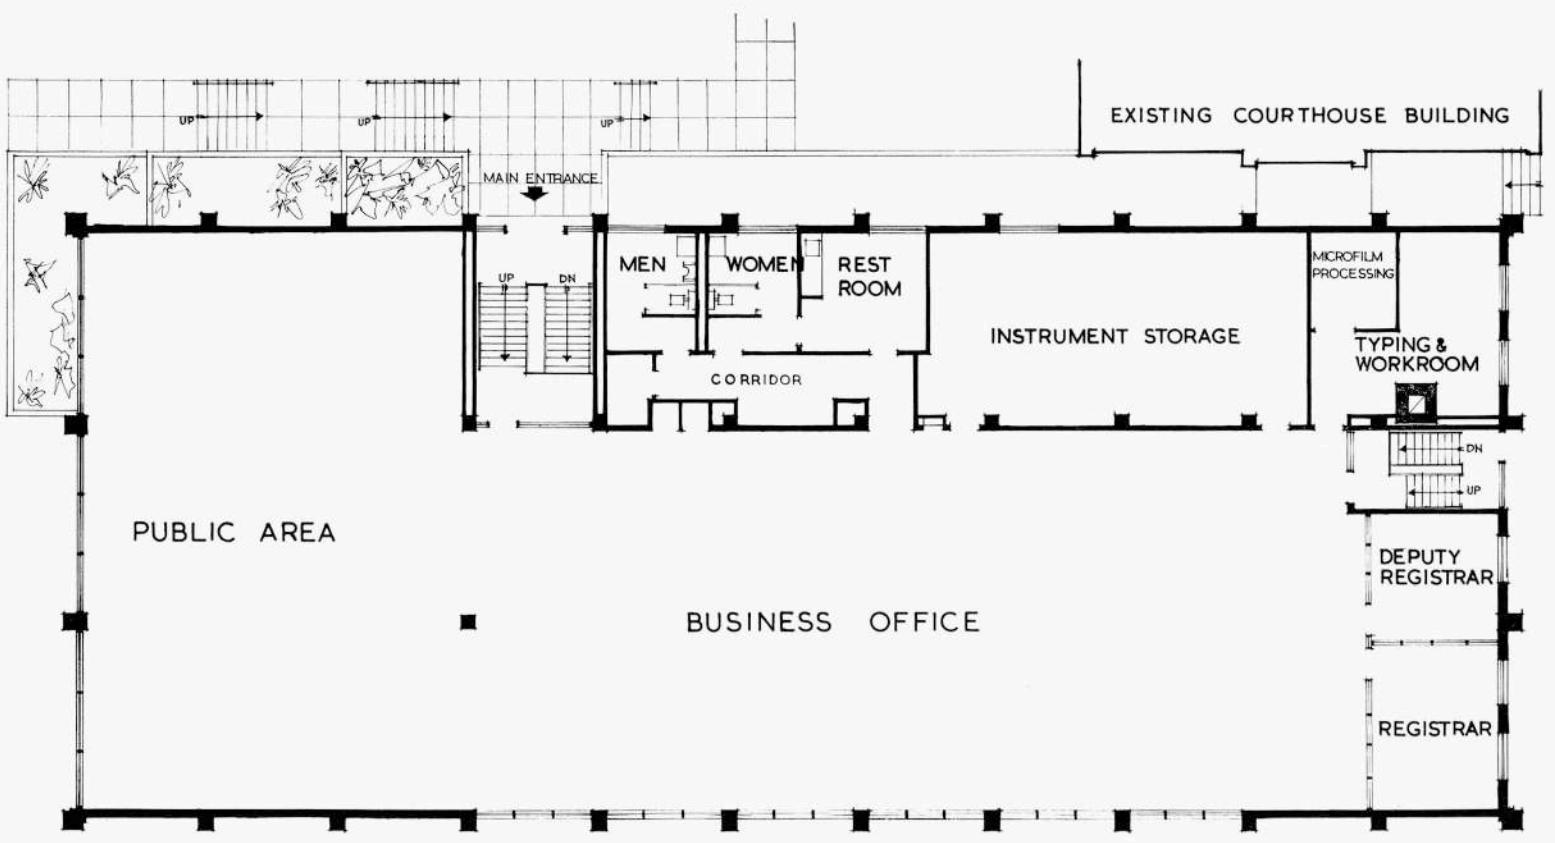 EXISTING COURTHOUSE BUILDING
UP
UP
UP
MAIN ENTRANCE
MEN
WOMEN
REST
ROOM
MICROFILM
PROCESSING
UP
DN
INSTRUMENT STORAGE
TYPING &
WORKROOM
CORRIDOR
DN
UP
PUBLIC AREA
DEPUTY
REGISTRAR
BUSINESS OFFICE
REGISTRAR